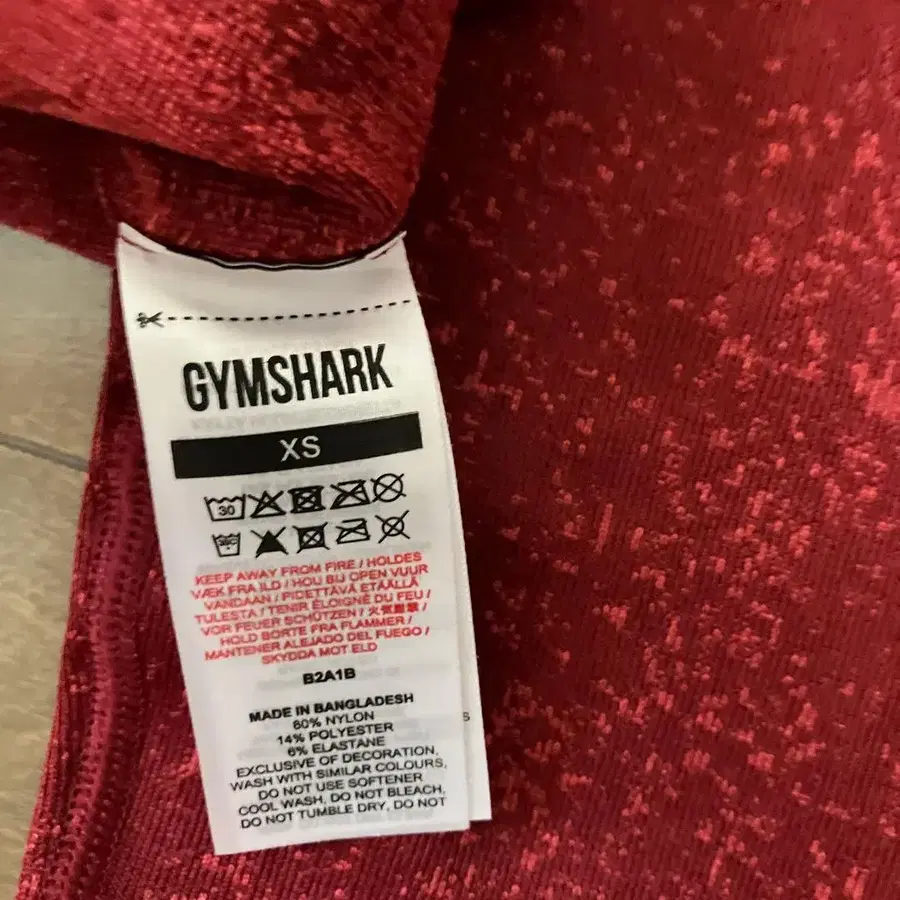 GYMSHARK
XS
30
30C
KEEP AWAY FROM FIRE / HOLDES
VÆK FRA ILD / HOU BIJ OPEN VUUR
VANDAAN / PIDETTÄVÄ ETÄÄLLÄ
TULESTA / TENIR ÉLOIGNÉ DU FEU /
VOR FEUER SCHÜTZEN / 火気厳禁 /
HOLD BORTE FRA FLAMMER /
MANTENER ALEJADO DEL FUEGO /
SKYDDA MOT ELD
B2A1B
MADE IN BANGLADESH
80% NYLON
14% POLYESTER
6% ELASTANE
EXCLUSIVE OF DECORATION,
WASH WITH SIMILAR COLOURS,
DO NOT USE SOFTENER
COOL WASH, DO NOT BLEACH,
DO NOT TUMBLE DRY, DO NOT
S